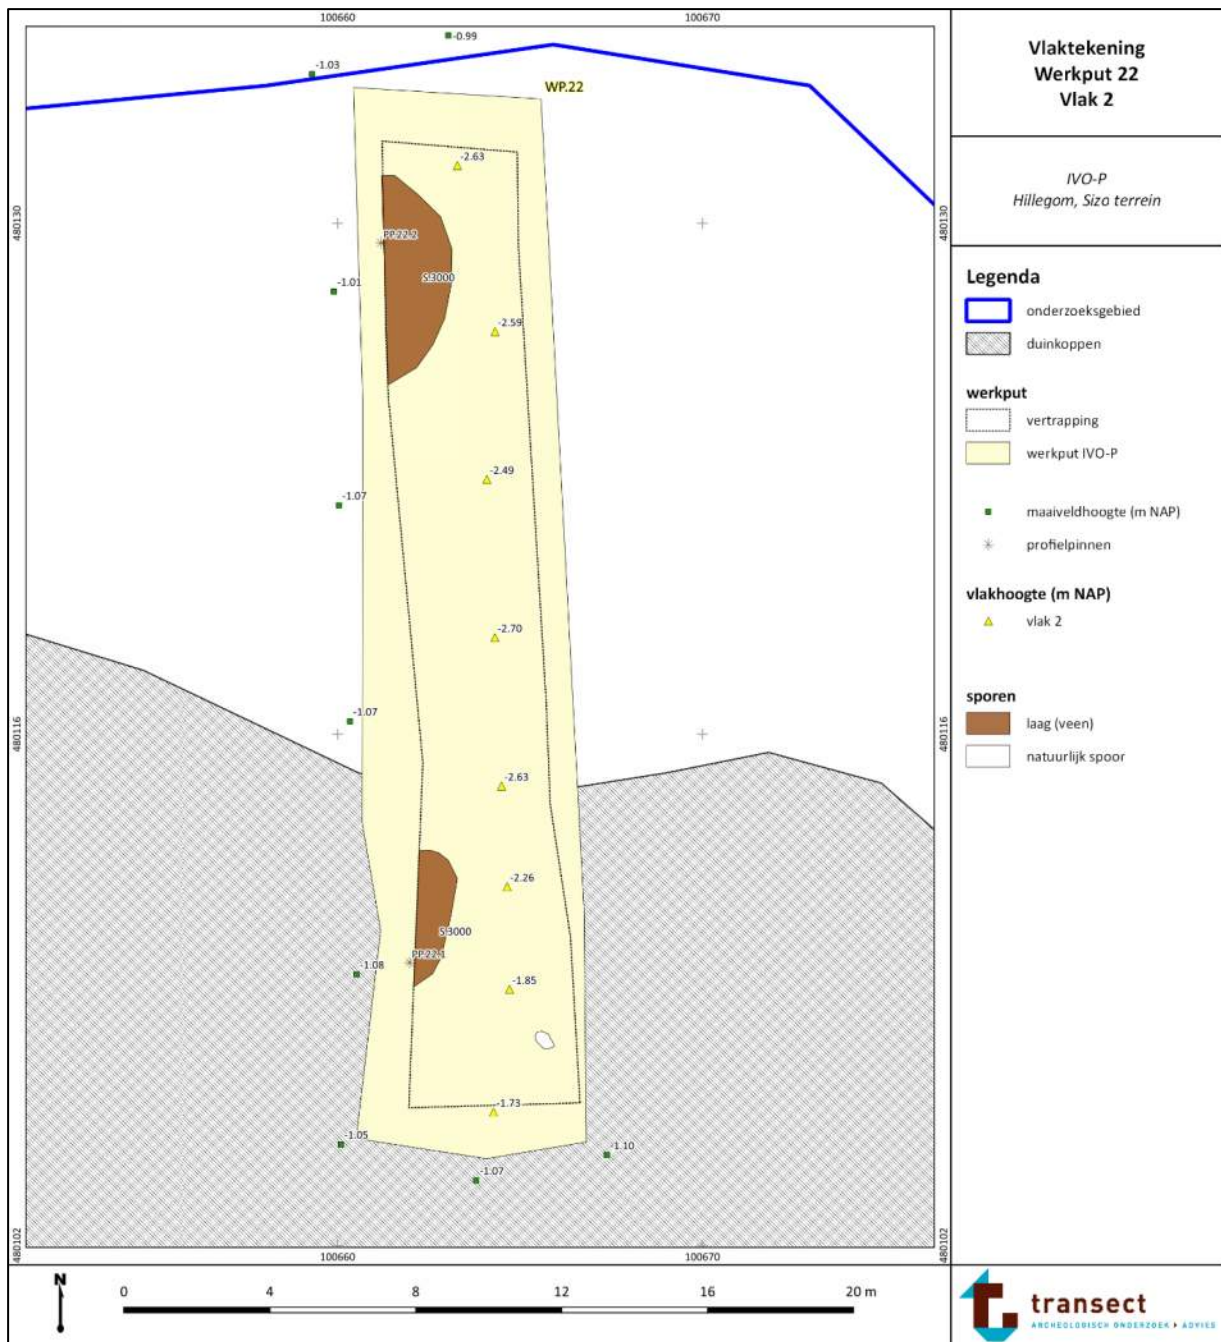 100660
100670
-0.99
-1.03
WP.22
-2.63
480130
480130
PP.22.2
S.3000
-1.01
-2.59
-2.49
-1.07
-2.70
-1.07
480116
480116
-2.63
-2.26
S.3000
PP.22.1
-1.08
-1.85
-1.73
-1.05
-1.10
-1.07
480102
480102
100660
100670
N
0 4 8 12 16 20 m
Vlaktekening
Werkput 22
Vlak 2
IVO-P
Hillegom, Sizo terrein
Legenda
onderzoeksgebied
duinkoppen
werkput
vertrapping
werkput IVO-P
maaiveldhoogte (m NAP)
profielpinnen
vlakhoogte (m NAP)
vlak 2
sporen
laag (veen)
natuurlijk spoor
transect
ARCHEOLOGISCH ONDERZOEK ▸ ADVIES